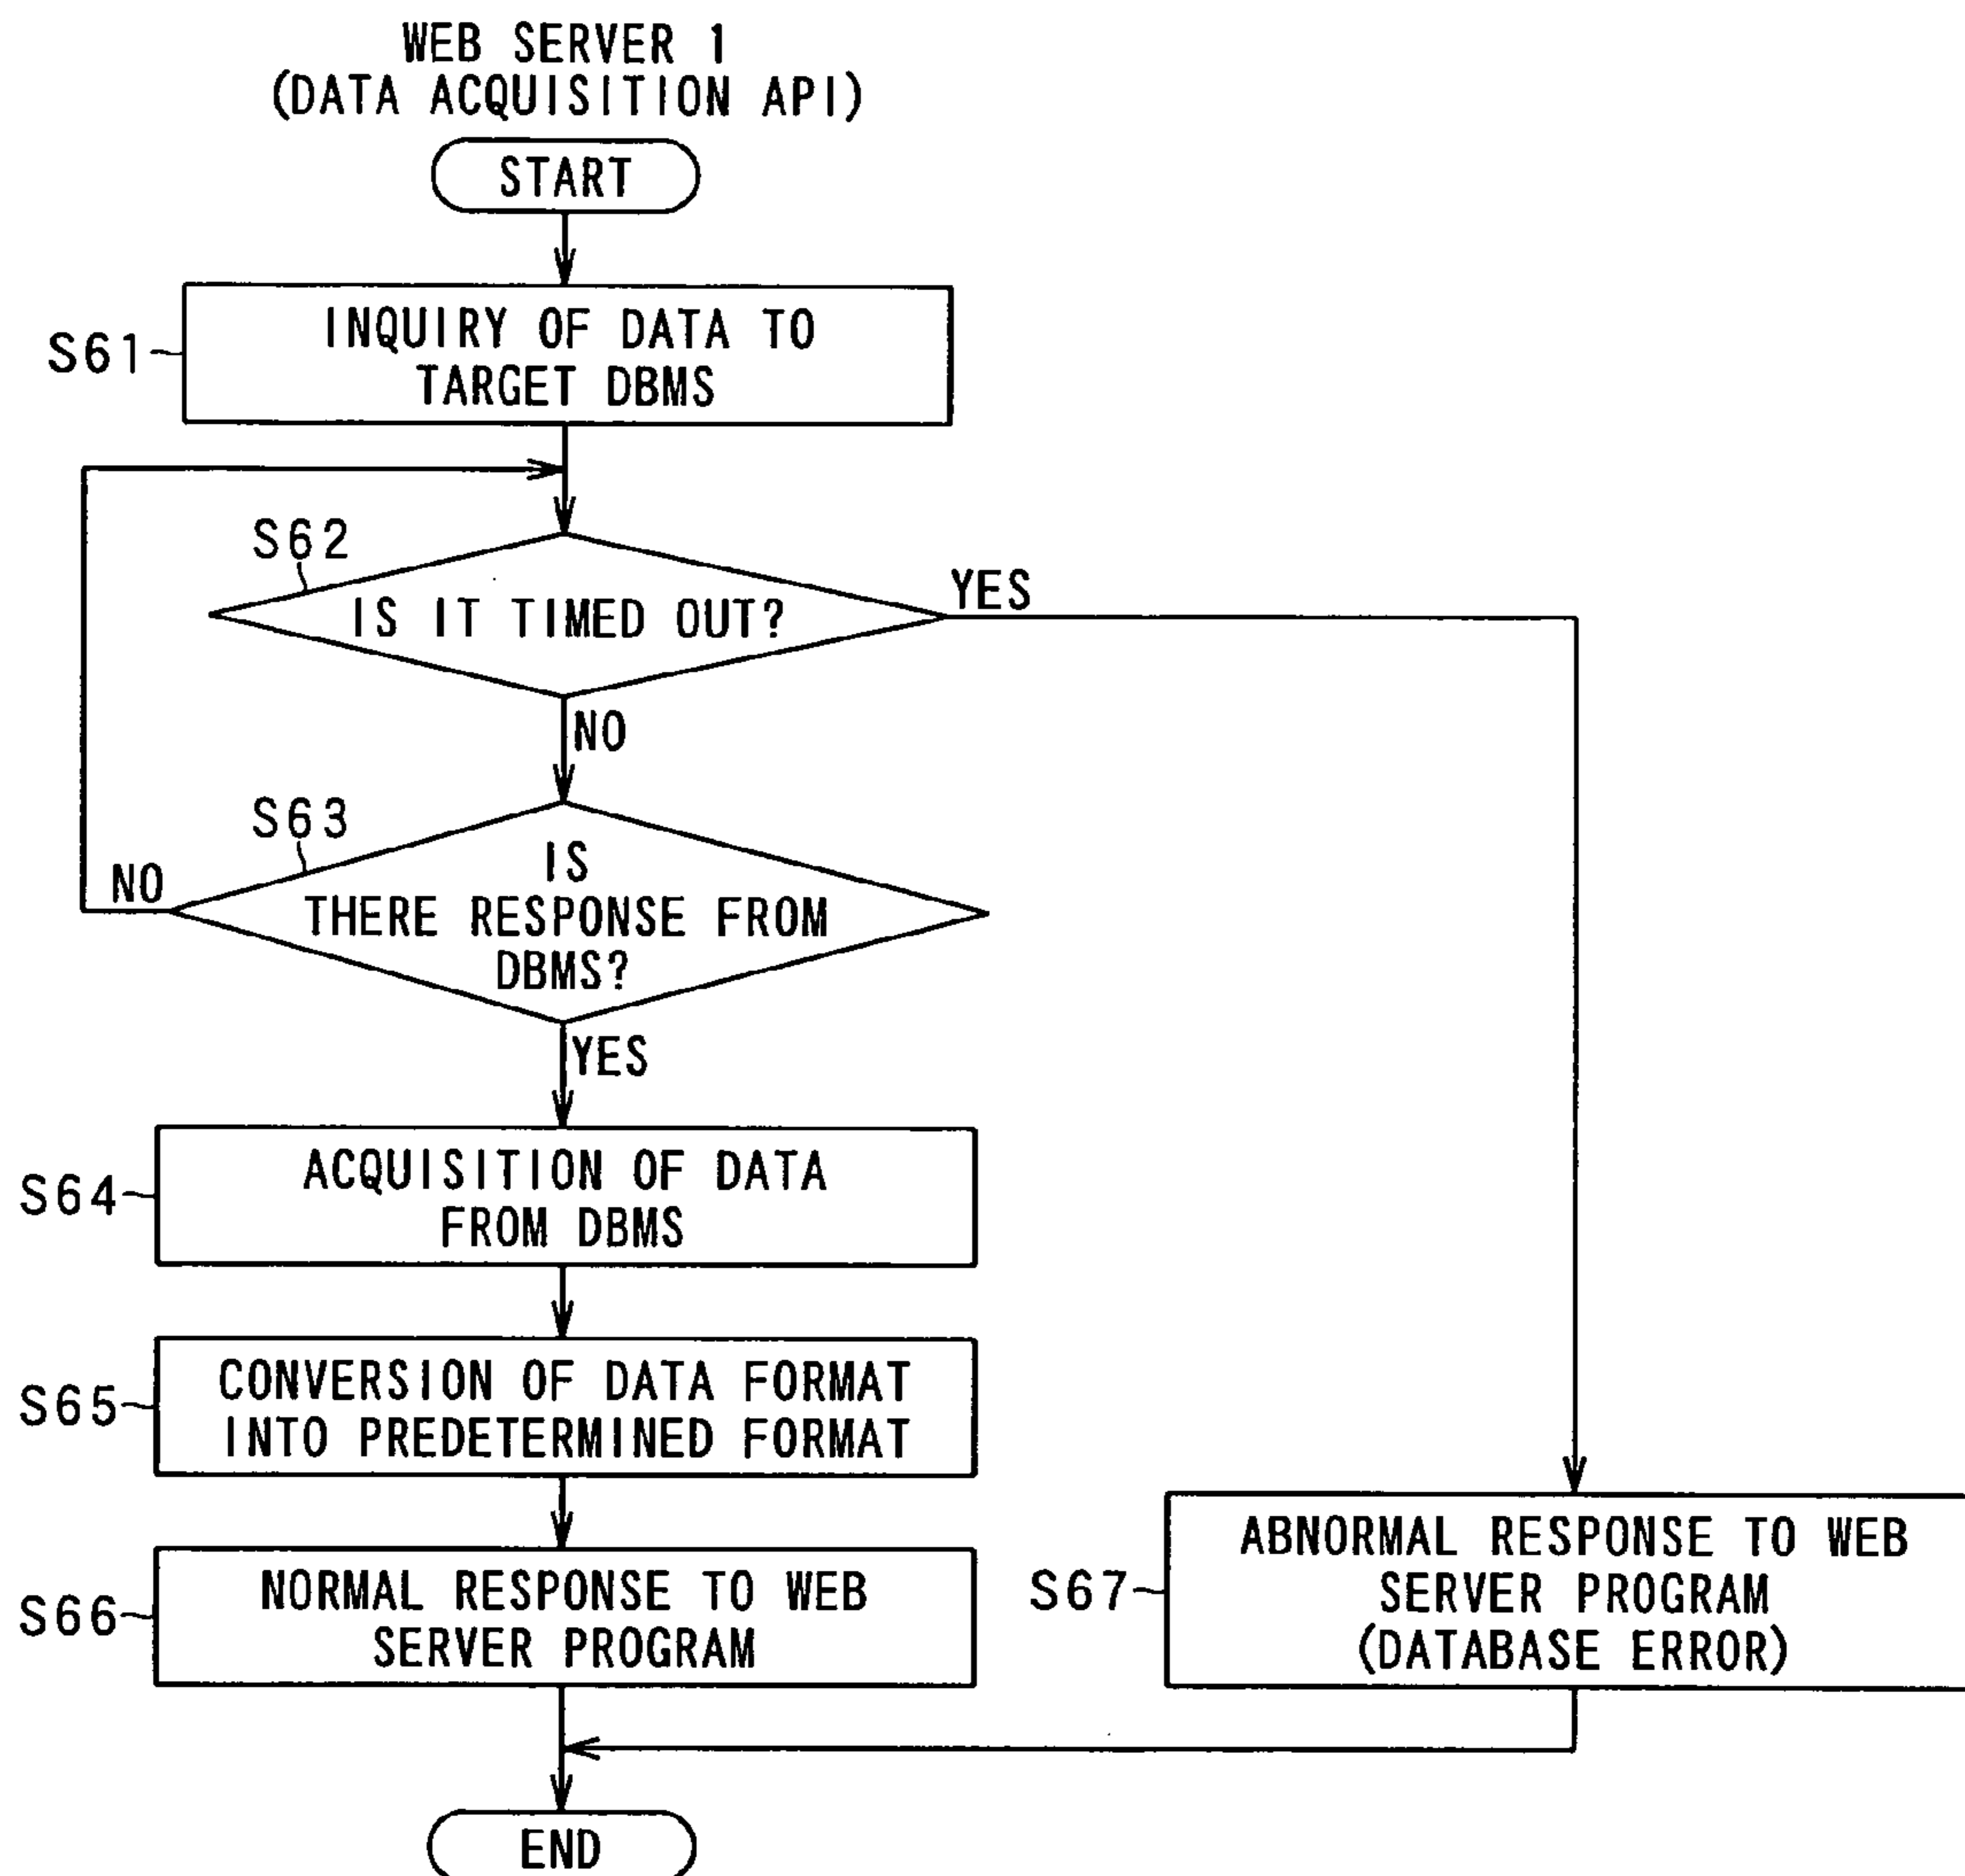 WEB SERVER 1
(DATA ACQUISITION API)
START
S61
INQUIRY OF DATA TO
TARGET DBMS
S62
IS IT TIMED OUT?
YES
NO
S63
IS
THERE RESPONSE FROM
DBMS?
NO
YES
S64
ACQUISITION OF DATA
FROM DBMS
S65
CONVERSION OF DATA FORMAT
INTO PREDETERMINED FORMAT
S66
NORMAL RESPONSE TO WEB
SERVER PROGRAM
S67
ABNORMAL RESPONSE TO WEB
SERVER PROGRAM
(DATABASE ERROR)
END